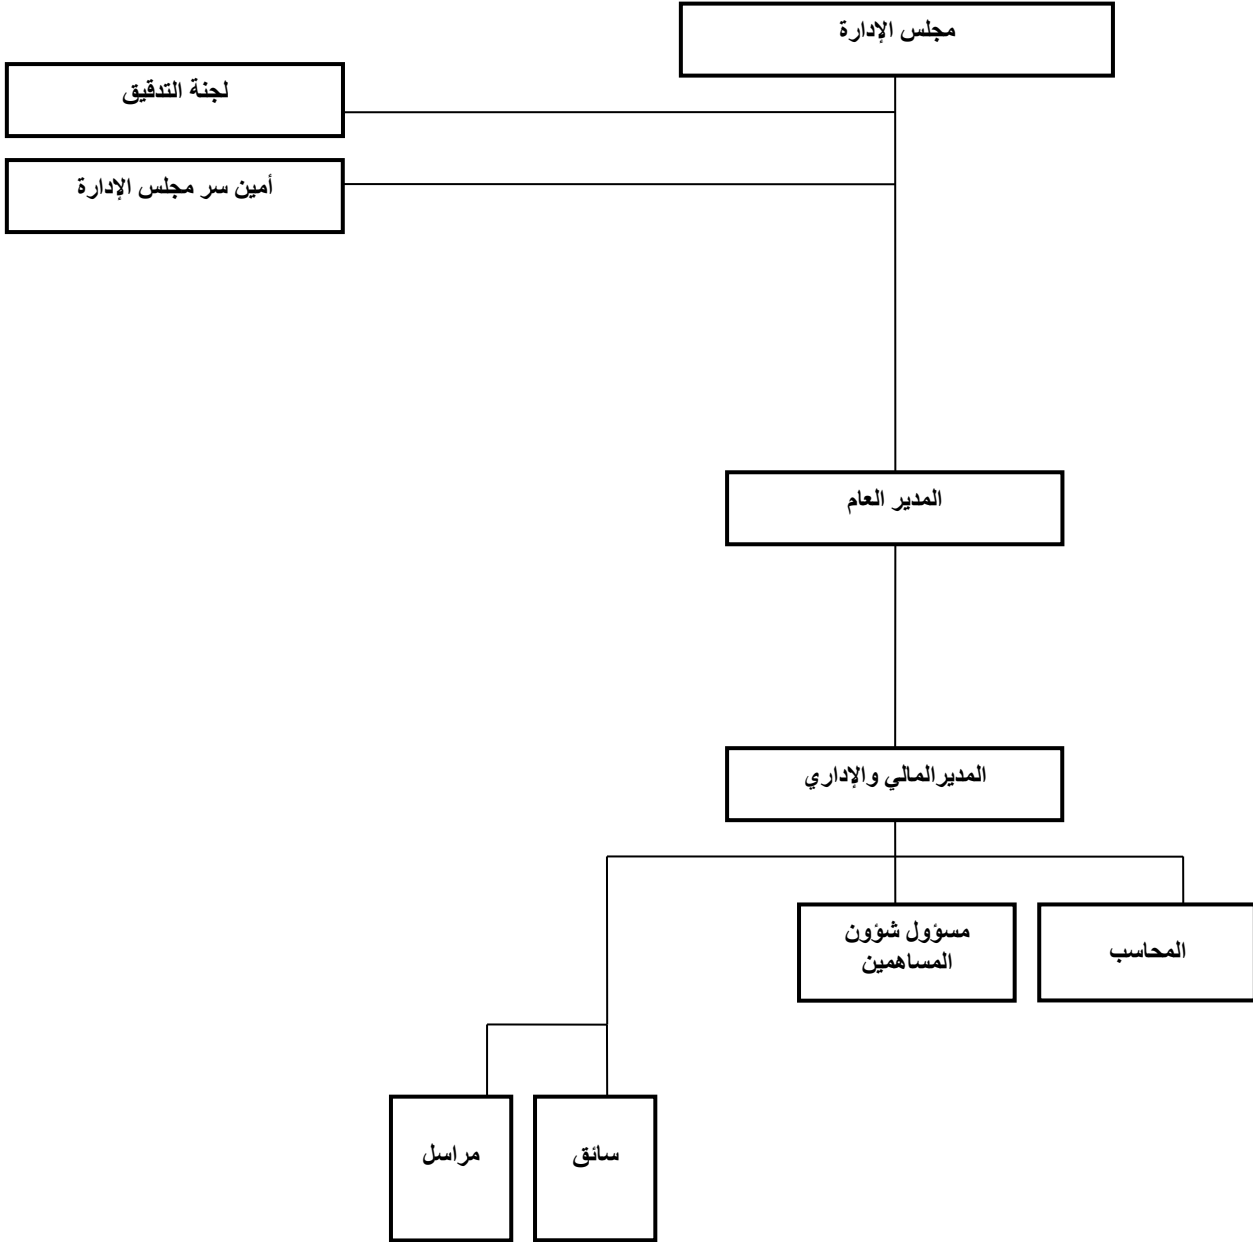 مجلس الإدارة
لجنة التدقيق
أمين سر مجلس الإدارة
المدير العام
المديرالمالي والإداري
المحاسب
مسؤول شؤون
المساهمين
سائق
مراسل